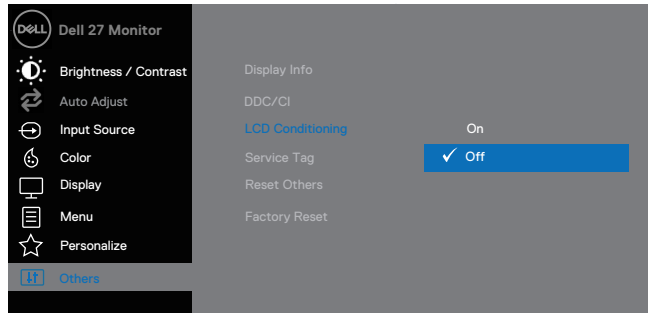 DELL Dell 27 Monitor
Brightness / Contrast
Auto Adjust
Input Source
Color
Display
Menu
Personalize
Others
Display Info
DDC/CI
LCD Conditioning
Service Tag
Reset Others
Factory Reset
On
Off